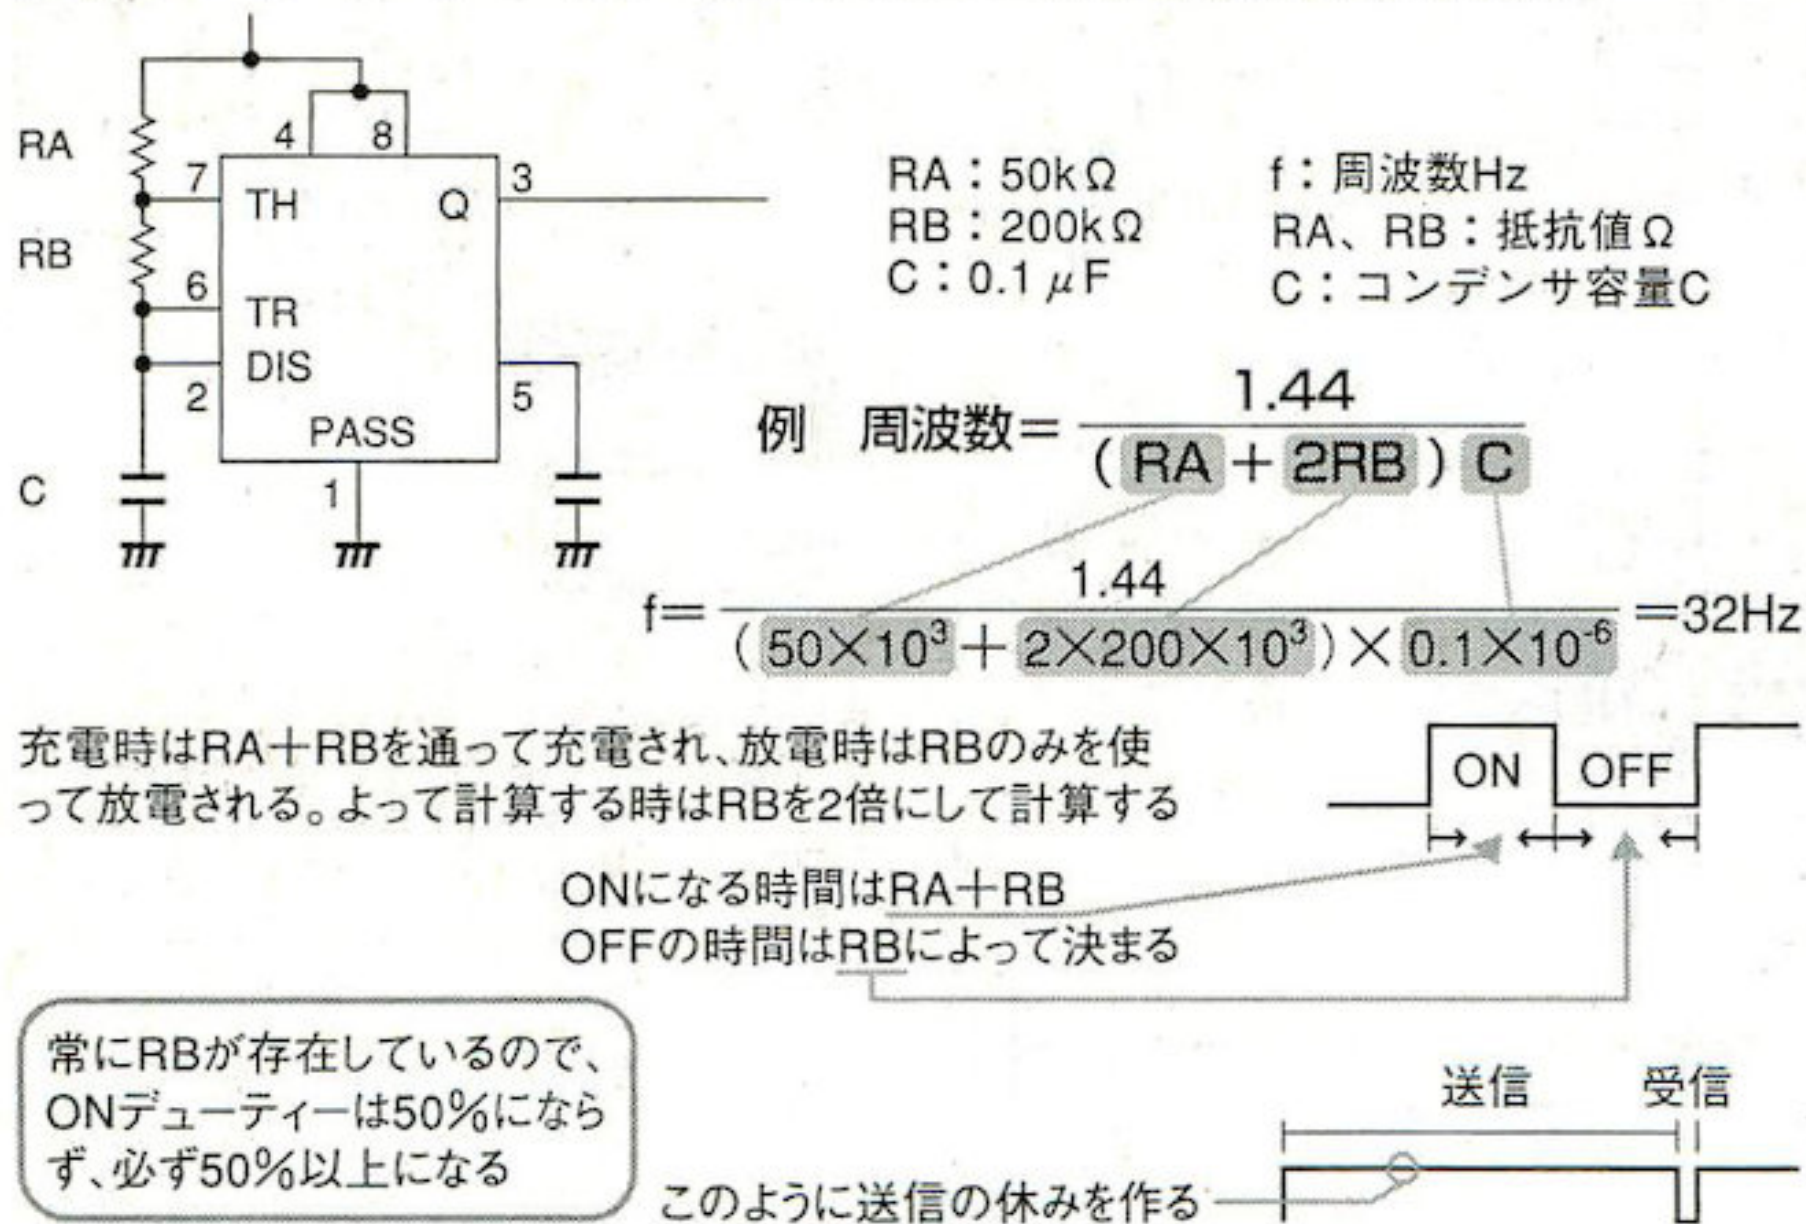 RA
RB
C
4
8
7
3
6
2
5
1
TH
Q
TR
DIS
PASS
RA：50kΩ
RB：200kΩ
C：0.1μF
f：周波数Hz
RA、RB：抵抗値Ω
C：コンデンサ容量C
例　周波数＝ 1.44
(RA＋2RB)C
1.44
f＝ ＝32Hz
(50×10³＋2×200×10³)×0.1×10⁻⁶
充電時はRA＋RBを通って充電され、放電時はRBのみを使
って放電される。よって計算する時はRBを2倍にして計算する
ON
OFF
ONになる時間はRA＋RB
OFFの時間はRBによって決まる
常にRBが存在しているので、
ONデューティーは50％になら
ず、必ず50％以上になる
送信
受信
このように送信の休みを作る